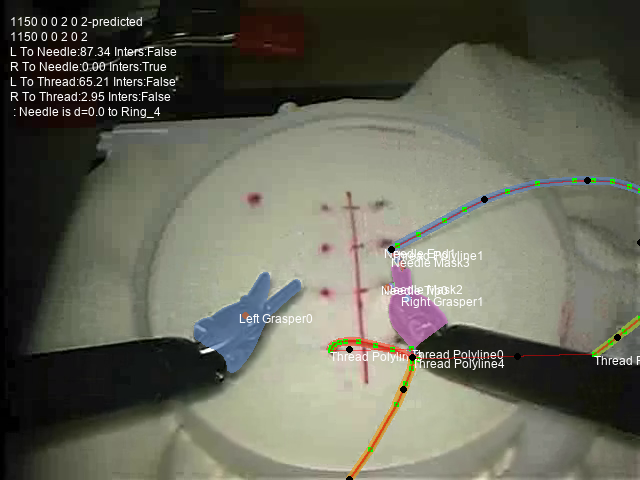 1150 0 0 2 0 2-predicted
1150 0 0 2 0 2
L To Needle:87.34 Inters:False
R To Needle:0.00 Inters:True
L To Thread:65.21 Inters:False
R To Thread:2.95 Inters:False
: Needle is d=0.0 to Ring_4
Thread Polyline1
Needle Mask3
Needle Mask2
Right Grasper1
Left Grasper0
Thread Polyline0
Thread Polyline4